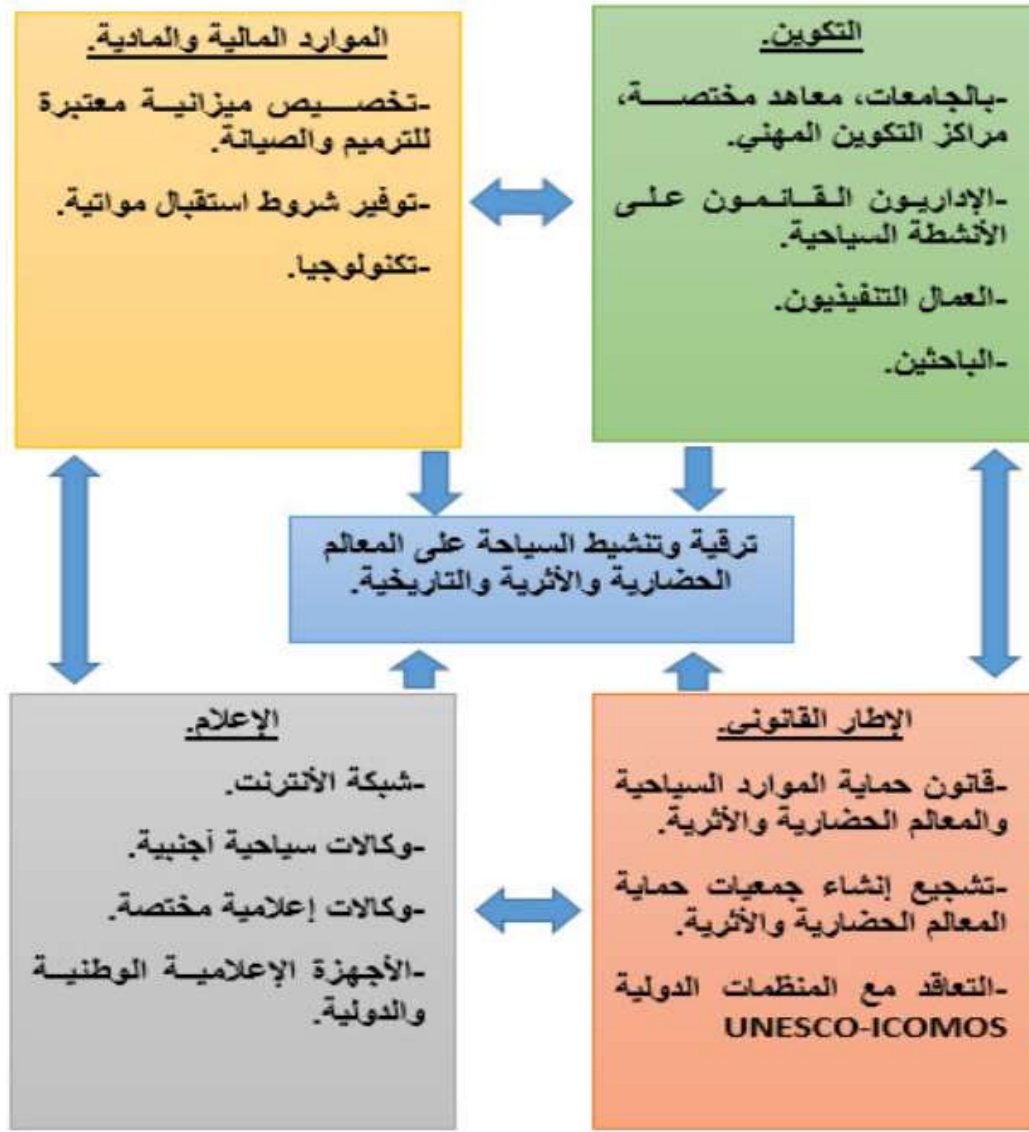 التكوين.
-بالجامعات، معاهد مختصة،
مراكز التكوين المهني.
-الإداريون القائمون على
الأنشطة السياحية.
-العمال التنفيذيون.
-الباحثين.
الموارد المالية والمادية.
-تخصيص ميزانية معتبرة
للترميم والصيانة.
-توفير شروط استقبال مواتية.
-تكنولوجيا.
ترقية وتنشيط السياحة على المعالم
الحضارية والأثرية والتاريخية.
الإطار القانوني.
-قانون حماية الموارد السياحية
والمعالم الحضارية والأثرية.
-تشجيع إنشاء جمعيات حماية
المعالم الحضارية والأثرية.
-التعاقد مع المنظمات الدولية
UNESCO-ICOMOS
الإعلام.
-شبكة الأنترنت.
-وكالات سياحية أجنبية.
-وكالات إعلامية مختصة.
-الأجهزة الإعلامية الوطنية
والدولية.